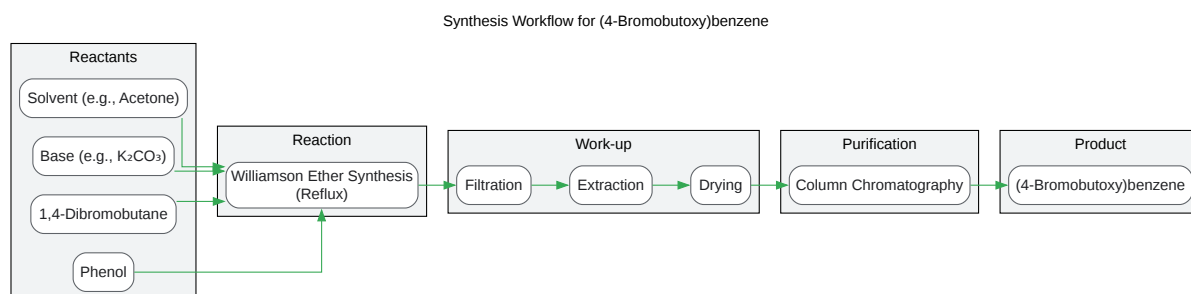 Synthesis Workflow for (4-Bromobutoxy)benzene
Reactants
Solvent (e.g., Acetone)
Base (e.g., K₂CO₃)
1,4-Dibromobutane
Phenol
Reaction
Williamson Ether Synthesis
(Reflux)
Work-up
Filtration
Extraction
Drying
Purification
Column Chromatography
Product
(4-Bromobutoxy)benzene